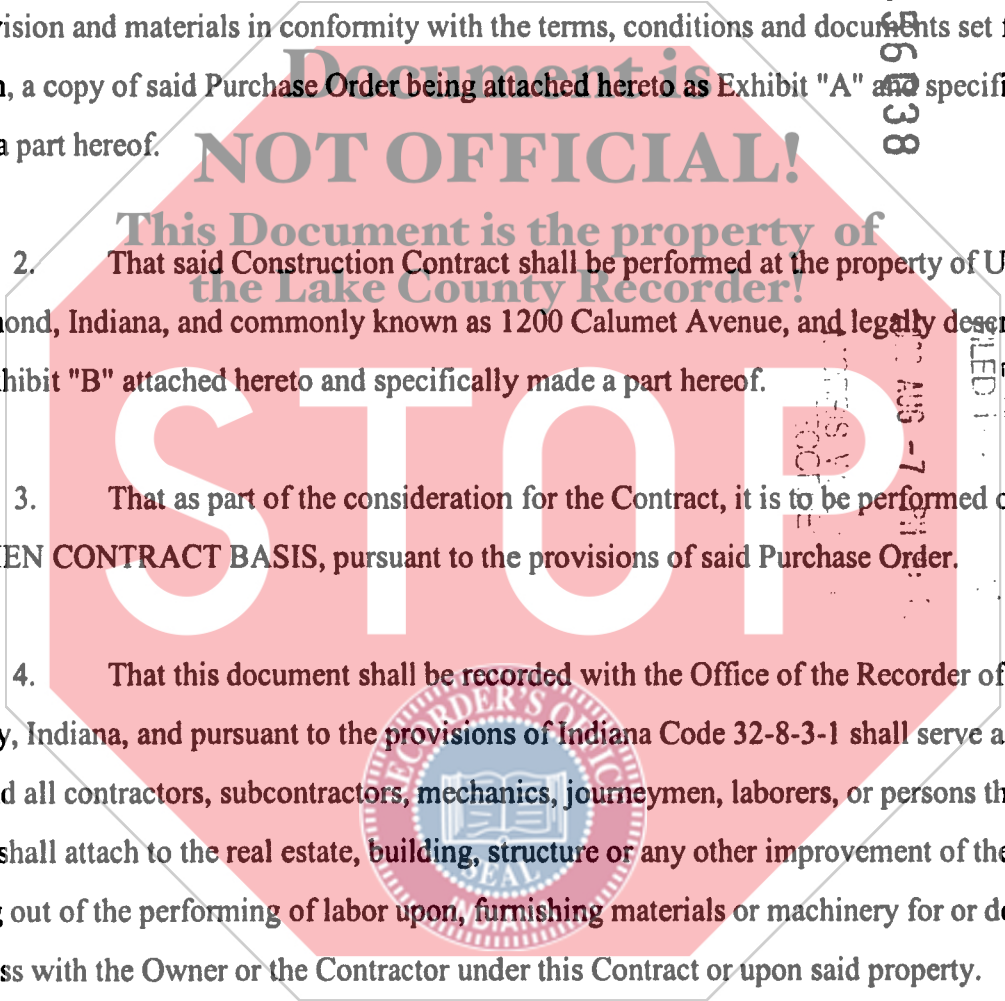 vision and materials in conformity with the terms, conditions and documents set
, a copy of said Purchase Order being attached hereto as Exhibit "A" and
a part hereof.
Document is
NOT OFFICIAL!
This Document is the property of
the Lake County Recorder!
2. That said Construction Contract shall be performed at the property of
Indiana, and commonly known as 1200 Calumet Avenue, and legally
"B" attached hereto and specifically made a part hereof.
STOP
3. That as part of the consideration for the Contract, it is to be performed
CONTRACT BASIS, pursuant to the provisions of said Purchase Order.
4. That this document shall be recorded with the Office of the Recorder of
, Indiana, and pursuant to the provisions of Indiana Code 32-8-3-1 shall serve
all contractors, subcontractors, mechanics, journeymen, laborers, or persons
shall attach to the real estate, building, structure or any other improvement of the
out of the performing of labor upon, furnishing materials or machinery for or
with the Owner or the Contractor under this Contract or upon said property.
RECORDER'S OFFICE
SEAL
INDIANA
FILED
AUG -7